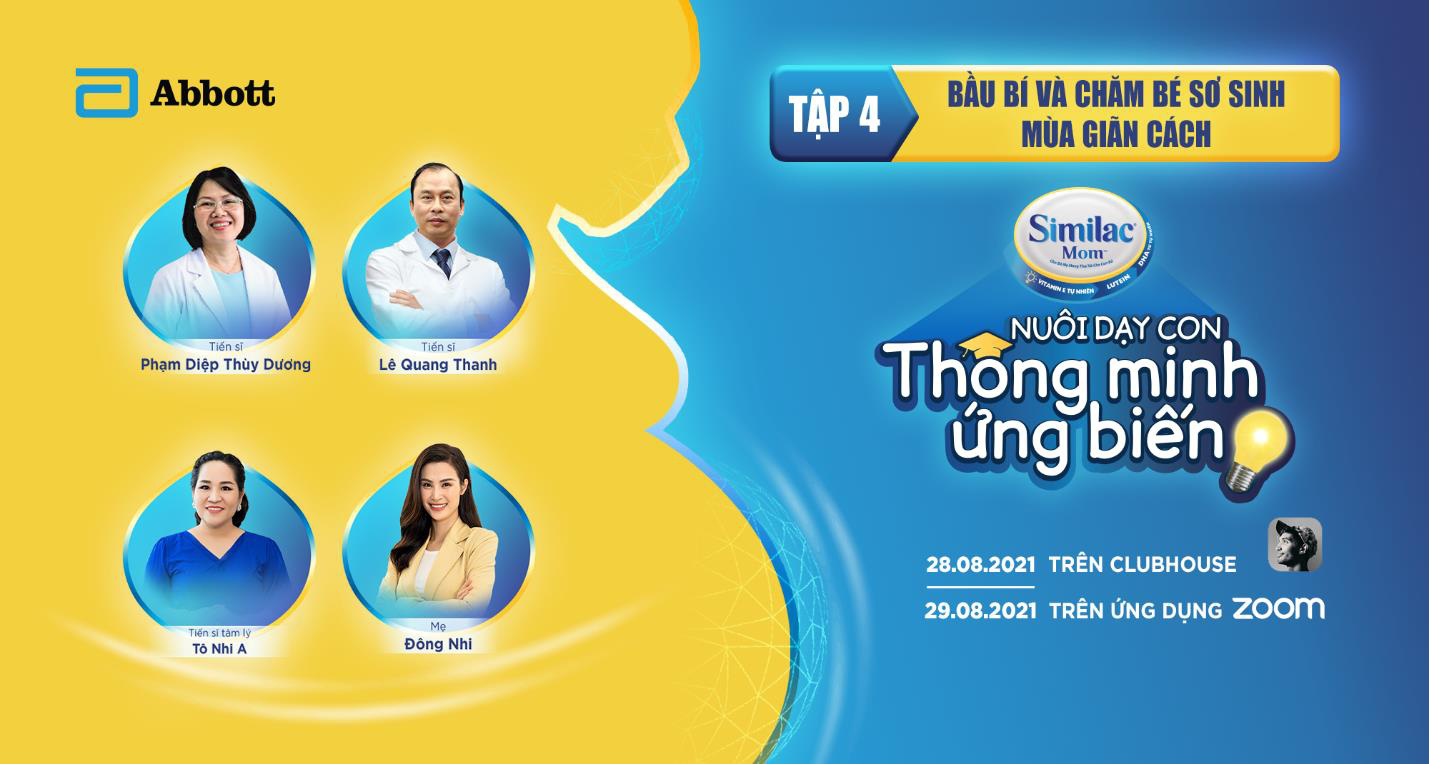 Abbott
TẬP 4
BẦU BÍ VÀ CHĂM BÉ SƠ SINH
MÙA GIÃN CÁCH
Tiến sĩ
Phạm Diệp Thùy Dương
Tiến sĩ
Lê Quang Thanh
Tiến sĩ tâm lý
Tô Nhi A
Mẹ
Đông Nhi
Similac
Mom
VITAMIN E TỰ NHIÊN
LUTEIN
DHA
NUÔI DẠY CON
Thông minh
ứng biến
28.08.2021 TRÊN CLUBHOUSE
29.08.2021 TRÊN ỨNG DỤNG zoom